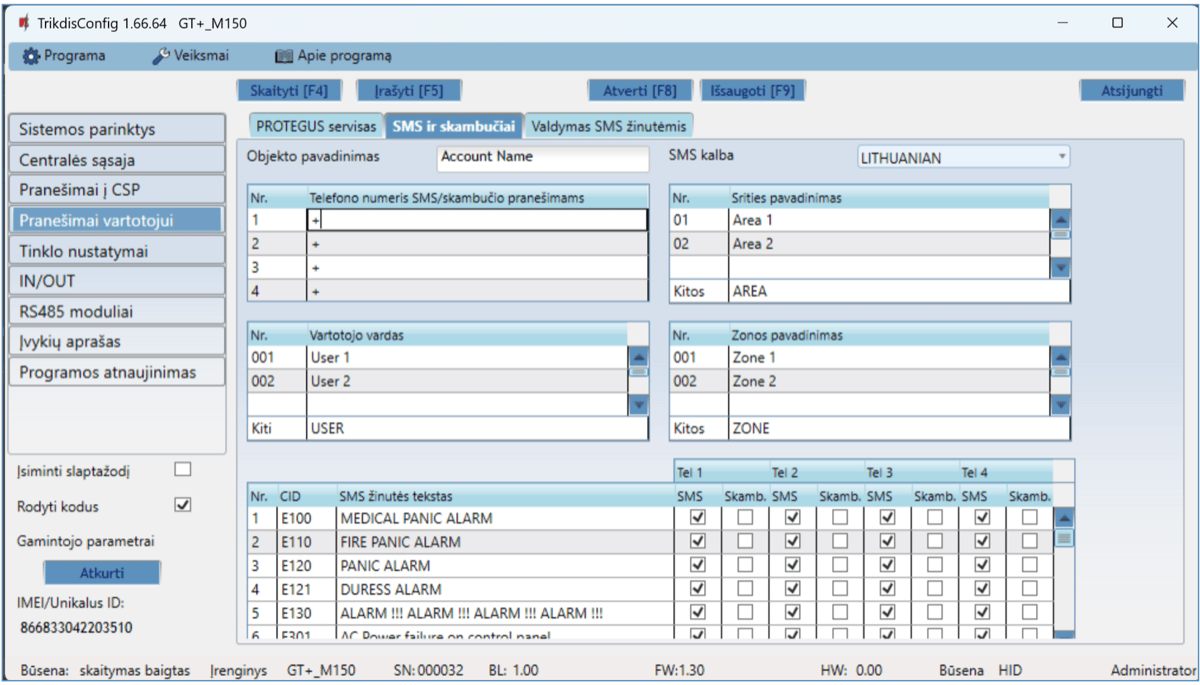 TrikdisConfig 1.66.64 GT+_M150
Programa Veiksmai Apie programą
Skaityti [F4] Įrašyti [F5] Atverti [F8] Išsaugoti [F9] Atsijungti
Sistemos parinktys
Centralės sąsaja
Pranešimai į CSP
Pranešimai vartotojui
Tinklo nustatymai
IN/OUT
RS485 moduliai
Įvykių aprašas
Programos atnaujinimas
Įsiminti slaptažodį
Rodyti kodus
Gamintojo parametrai
Atkurti
IMEI/Unikalus ID:
866833042203510
PROTEGUS servisas SMS ir skambučiai Valdymas SMS žinutėmis
Objekto pavadinimas Account Name SMS kalba LITHUANIAN
Nr. Telefono numeris SMS/skambučio pranešimams
1 +
2 +
3 +
4 +
Nr. Srities pavadinimas
01 Area 1
02 Area 2
Kitos AREA
Nr. Vartotojo vardas
001 User 1
002 User 2
Kiti USER
Nr. Zonos pavadinimas
001 Zone 1
002 Zone 2
Kitos ZONE
Tel 1 Tel 2 Tel 3 Tel 4
Nr. CID SMS žinutės tekstas SMS Skamb. SMS Skamb. SMS Skamb. SMS Skamb.
1 E100 MEDICAL PANIC ALARM
2 E110 FIRE PANIC ALARM
3 E120 PANIC ALARM
4 E121 DURESS ALARM
5 E130 ALARM !!! ALARM !!! ALARM !!! ALARM !!!
6 E301 AC Power failure on control panel
Būsena: skaitymas baigtas Įrenginys GT+_M150 SN: 000032 BL: 1.00 FW:1.30 HW: 0.00 Būsena HID Administrator